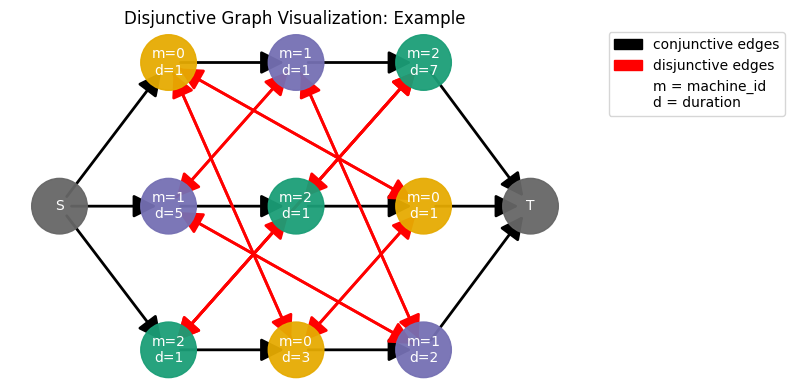 Disjunctive Graph Visualization: Example
conjunctive edges
disjunctive edges
m = machine_id
d = duration
m=0
d=1
m=1
d=1
m=2
d=7
S
m=1
d=5
m=2
d=1
m=0
d=1
T
m=2
d=1
m=0
d=3
m=1
d=2